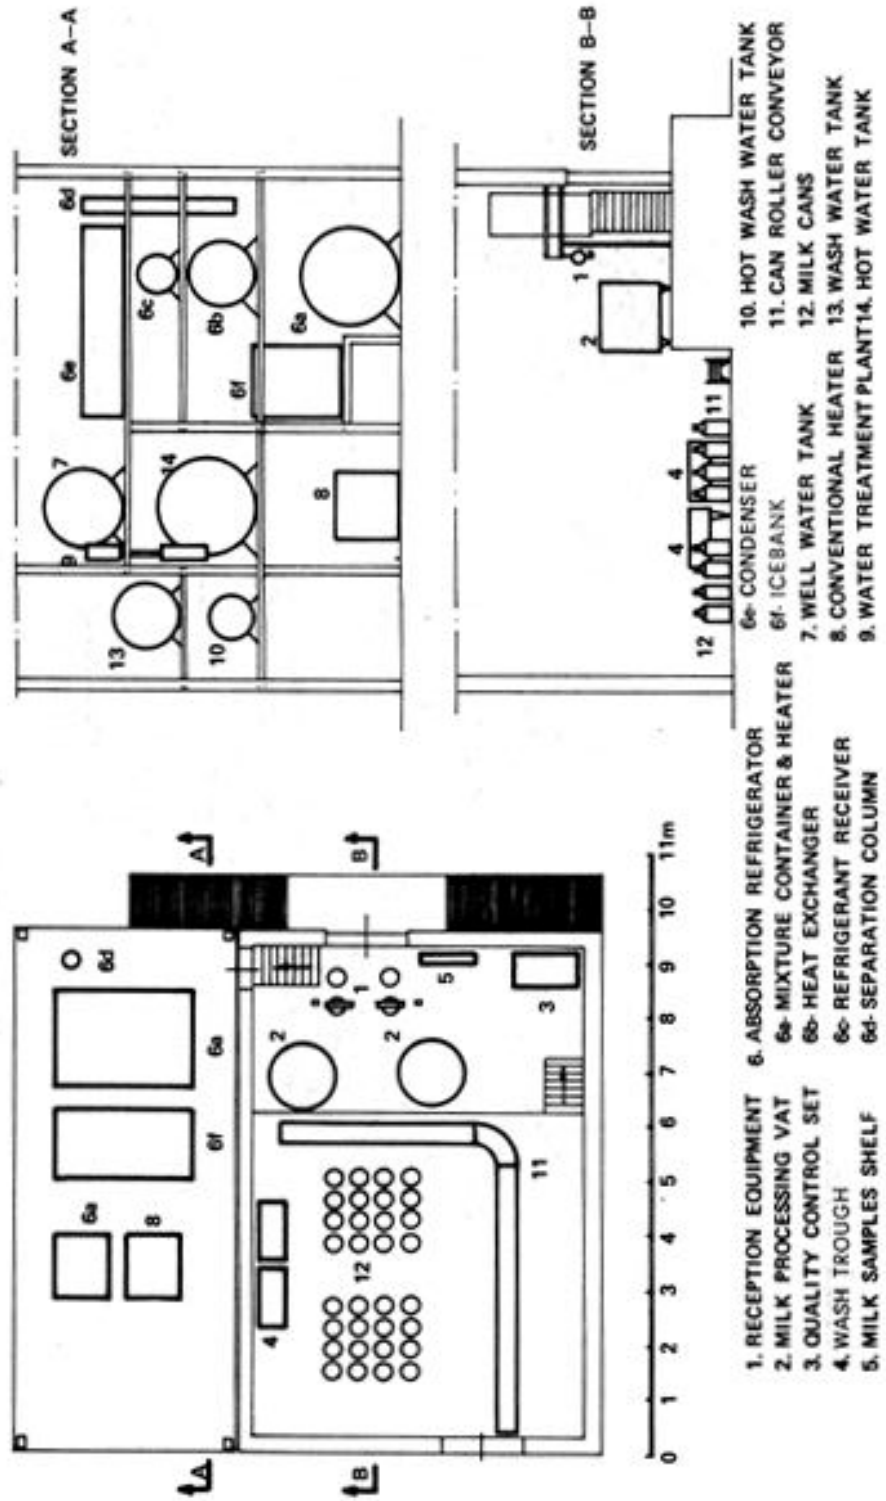 A
A
6a
8
6f
6a
6d
B
B
4
12
2
2
1
5
3
11
0 1 2 3 4 5 6 7 8 9 10 11m
SECTION A–A
13
10
9
7
14
8
6e
6c
6b
6f
6a
6d
SECTION B–B
12
4
4
11
2
1
1. RECEPTION EQUIPMENT
2. MILK PROCESSING VAT
3. QUALITY CONTROL SET
4. WASH TROUGH
5. MILK SAMPLES SHELF
6. ABSORPTION REFRIGERATOR
6a- MIXTURE CONTAINER & HEATER
6b- HEAT EXCHANGER
6c- REFRIGERANT RECEIVER
6d- SEPARATION COLUMN
6e- CONDENSER
6f- ICEBANK
7. WELL WATER TANK
8. CONVENTIONAL HEATER
9. WATER TREATMENT PLANT
10. HOT WASH WATER TANK
11. CAN ROLLER CONVEYOR
12. MILK CANS
13. WASH WATER TANK
14. HOT WATER TANK